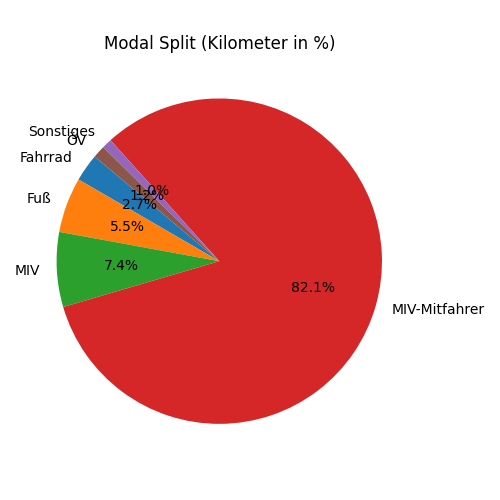 Modal Split (Kilometer in %)
Sonstiges
ÖV
Fahrrad
Fuß
MIV
MIV-Mitfahrer
1.0%
1.2%
2.7%
5.5%
7.4%
82.1%